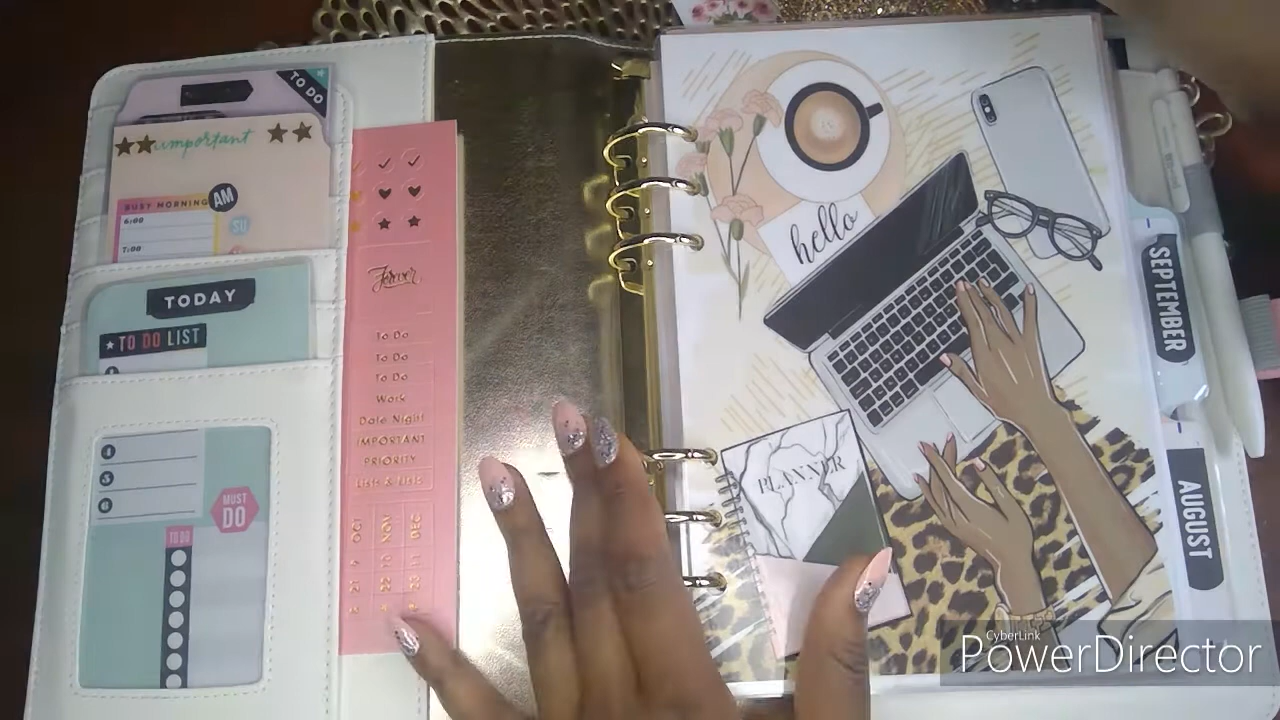 TO DO
important
BUSY MORNING
AM
6:00
SU
7:00
TODAY
TO DO LIST
MUST
DO
TO DO
Forever
To Do
To Do
To Do
Work
Date Night
IMPORTANT
PRIORITY
Lists & Lists
OCT
NOV
DEC
hello
PLANNER
SEPTEMBER
AUGUST
CyberLink
PowerDirector